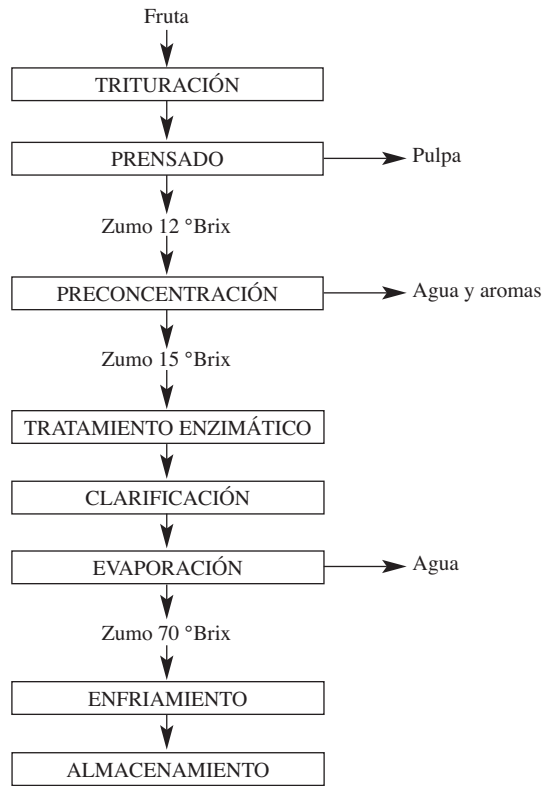 Fruta
TRITURACIÓN
PRENSADO
Pulpa
Zumo 12 °Brix
PRECONCENTRACIÓN
Agua y aromas
Zumo 15 °Brix
TRATAMIENTO ENZIMÁTICO
CLARIFICACIÓN
EVAPORACIÓN
Agua
Zumo 70 °Brix
ENFRIAMIENTO
ALMACENAMIENTO